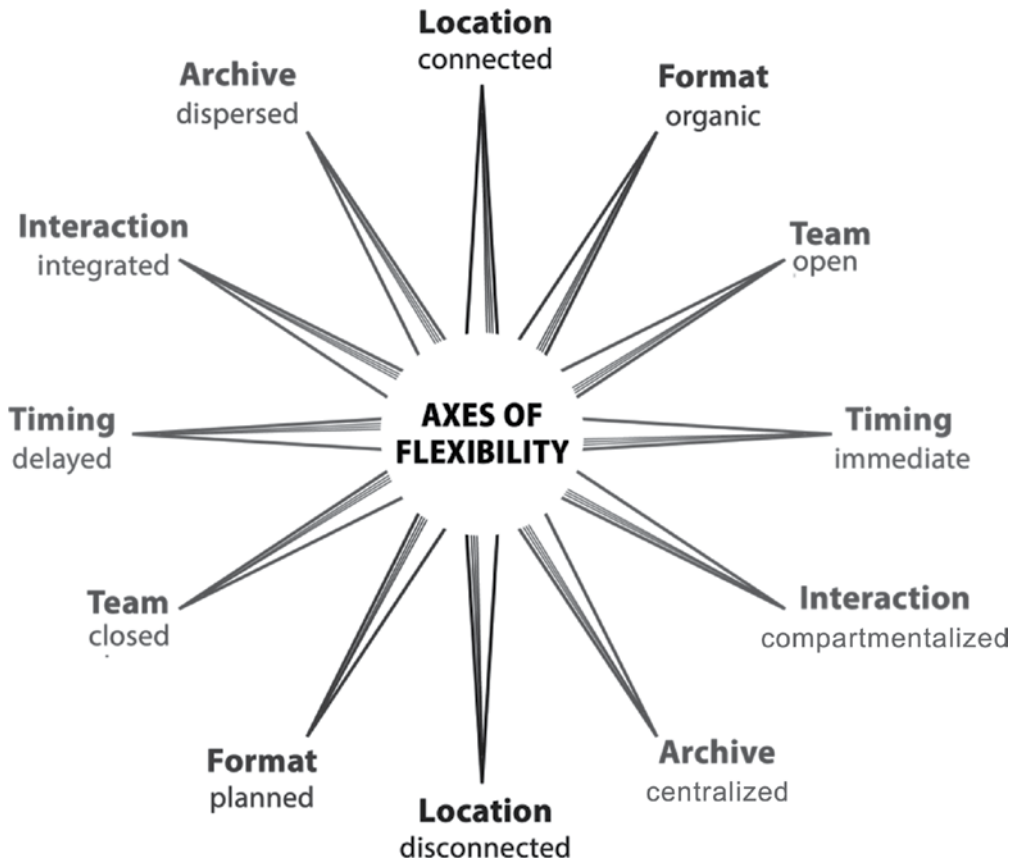 Location
connected
Archive
dispersed
Format
organic
Interaction
integrated
Team
open
AXES OF
FLEXIBILITY
Timing
delayed
Timing
immediate
Team
closed
Interaction
compartmentalized
Format
planned
Archive
centralized
Location
disconnected